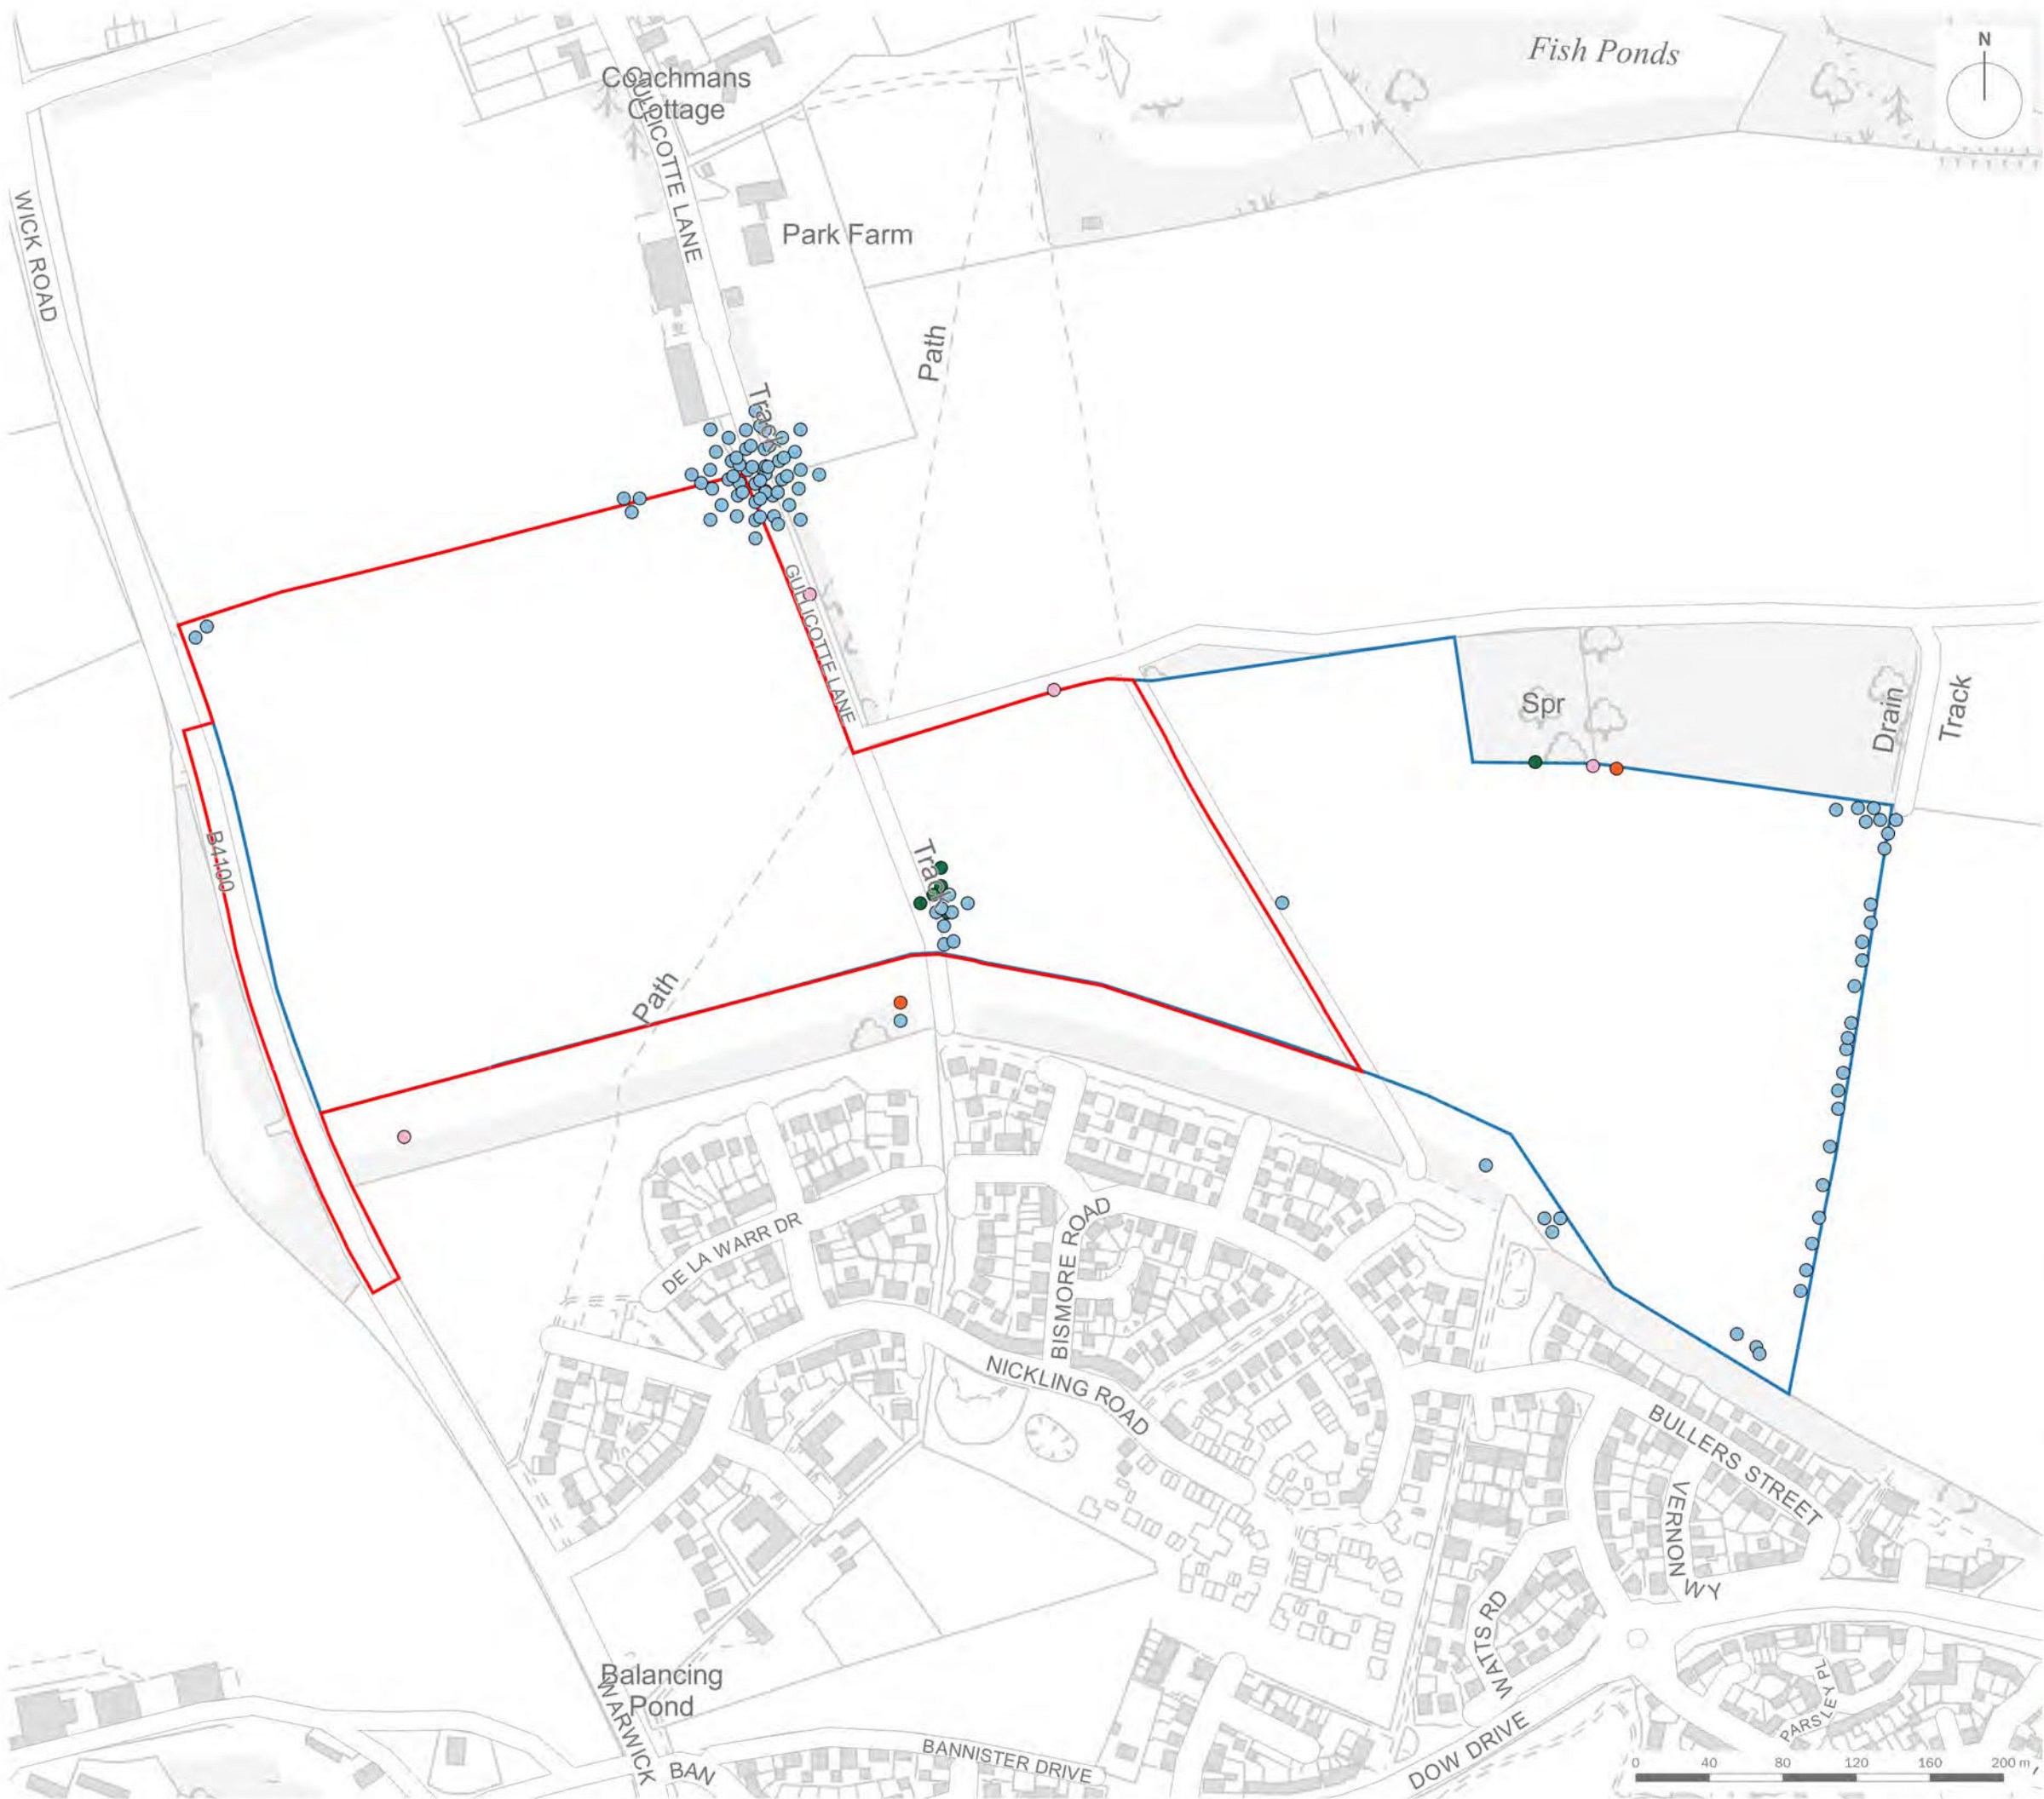 Fish Ponds
N
Coachmans
Cottage
GULLICOTTE LANE
WICK ROAD
Park Farm
Path
Track
GULLICOTTE LANE
Spr
Drain
Track
B4100
Track
Path
DE LA WARR DR
BISMORE ROAD
NICKLING ROAD
BULLERS STREET
VERNON
WY
WATTS RD
Balancing
Pond
WARWICK
BAN
BANNISTER DRIVE
DOW DRIVE
PARSLEY PL
0 40 80 120 160 200 m